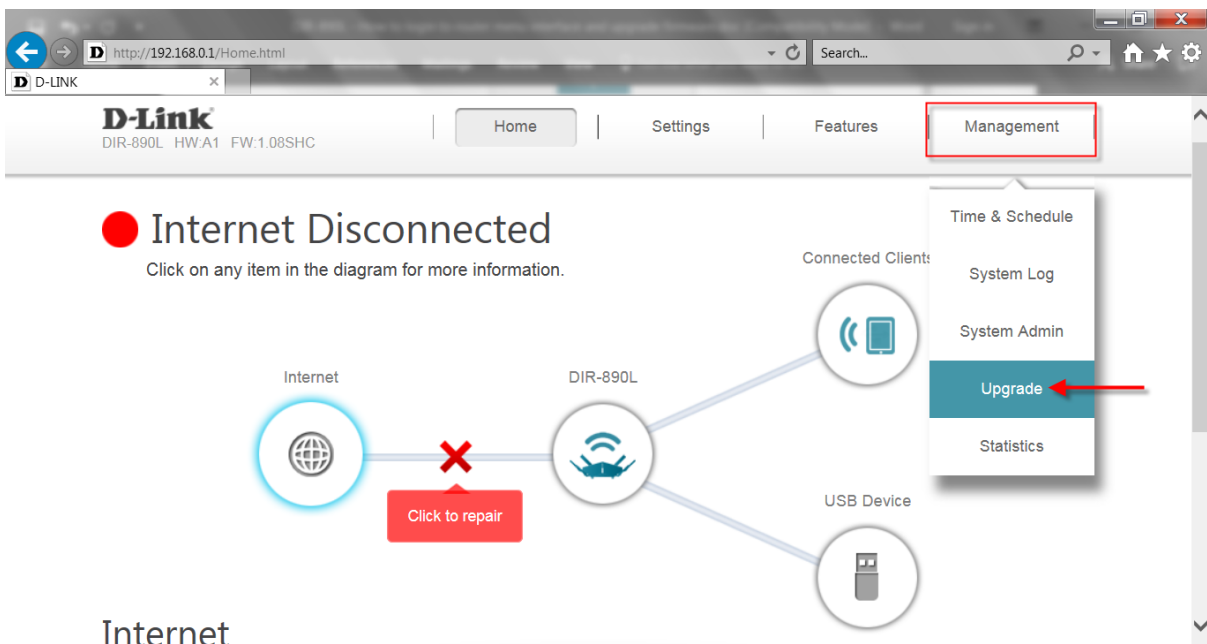 http://192.168.0.1/Home.html
Search...
D-LINK
D-Link
DIR-890L HW:A1 FW:1.08SHC
Home
Settings
Features
Management
Time & Schedule
System Log
System Admin
Upgrade
Statistics
Internet Disconnected
Click on any item in the diagram for more information.
Connected Clients
Internet
DIR-890L
Click to repair
USB Device
Internet